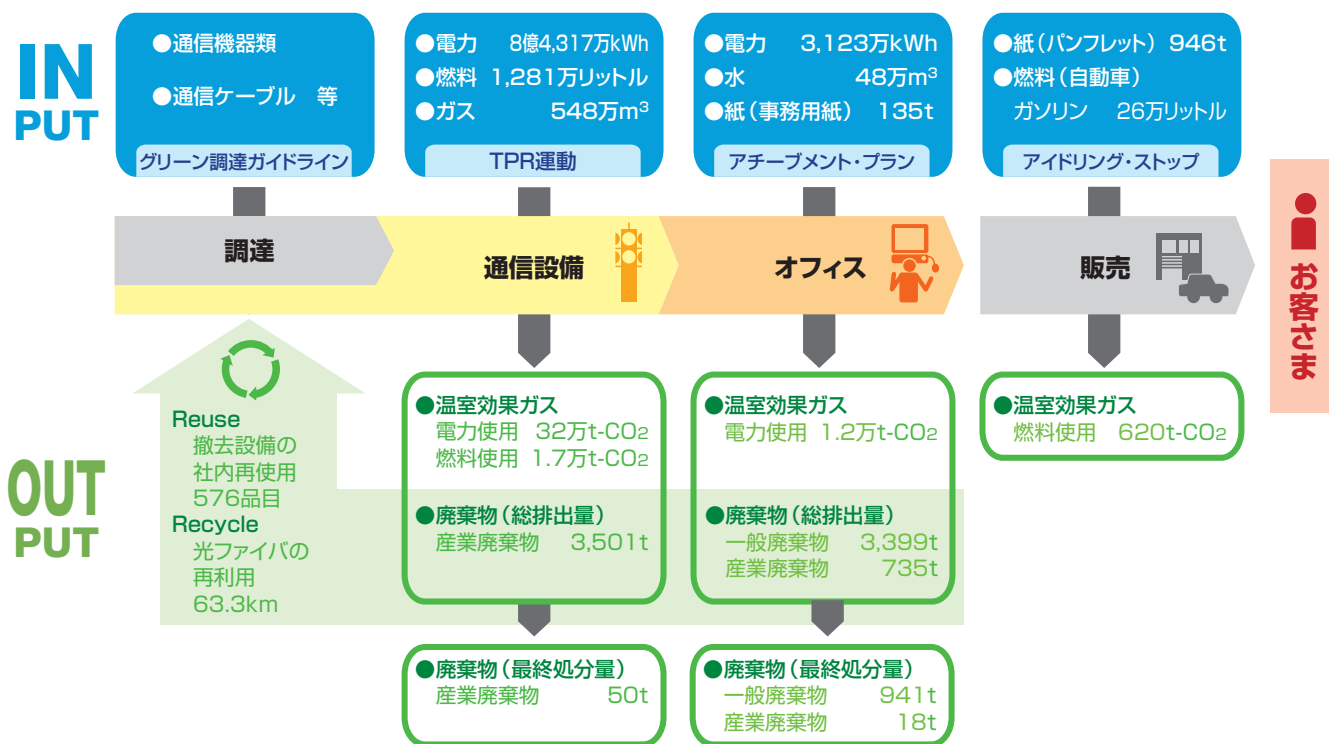 IN
PUT
●通信機器類
●通信ケーブル 等
グリーン調達ガイドライン
●電力 8億4,317万kWh
●燃料 1,281万リットル
●ガス 548万m³
TPR運動
●電力 3,123万kWh
●水 48万m³
●紙(事務用紙) 135t
アチーブメント・プラン
●紙(パンフレット) 946t
●燃料(自動車)
ガソリン 26万リットル
アイドリング・ストップ
調達
通信設備
オフィス
販売
お客さま
OUT
PUT
Reuse
撤去設備の
社内再使用
576品目
Recycle
光ファイバの
再利用
63.3km
●温室効果ガス
電力使用 32万t-CO₂
燃料使用 1.7万t-CO₂
●廃棄物(総排出量)
産業廃棄物 3,501t
●温室効果ガス
電力使用 1.2万t-CO₂
●廃棄物(総排出量)
一般廃棄物 3,399t
産業廃棄物 735t
●温室効果ガス
燃料使用 620t-CO₂
●廃棄物(最終処分量)
産業廃棄物 50t
●廃棄物(最終処分量)
一般廃棄物 941t
産業廃棄物 18t